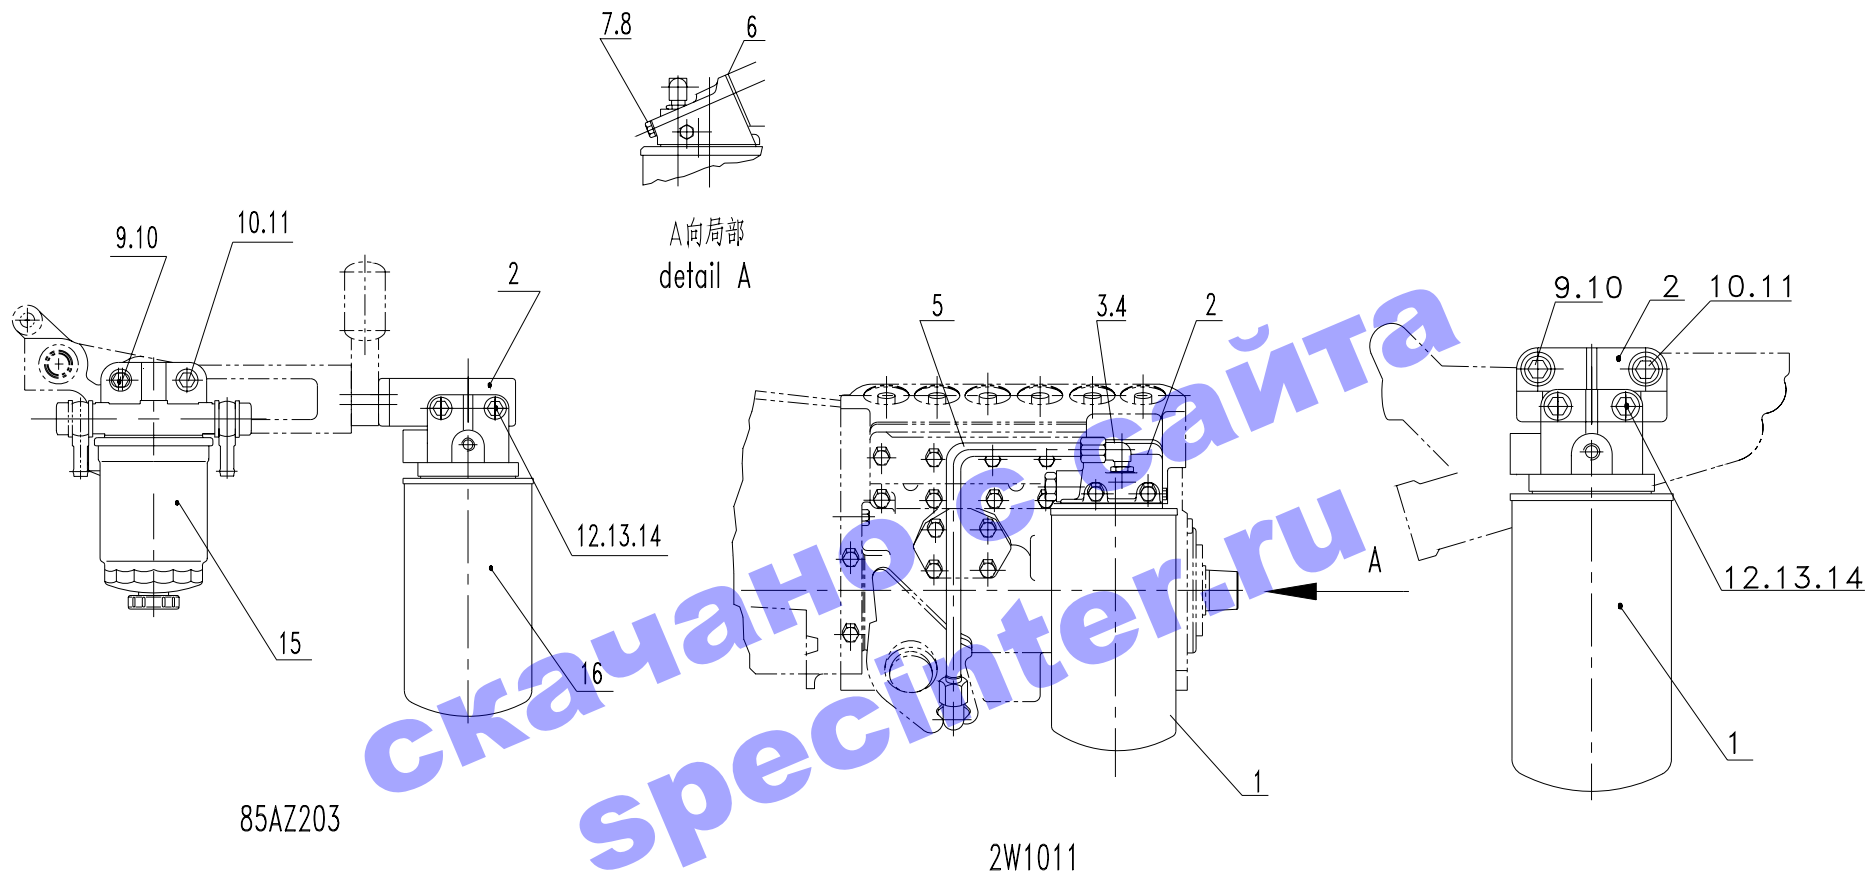 7.8
6
A向局部
detail A
9.10
10.11
2
5
3.4
2
9.10
2
10.11
12.13.14
A
12.13.14
15
16
1
1
85AZ203
2W1011
скачано с сайта
specinter.ru